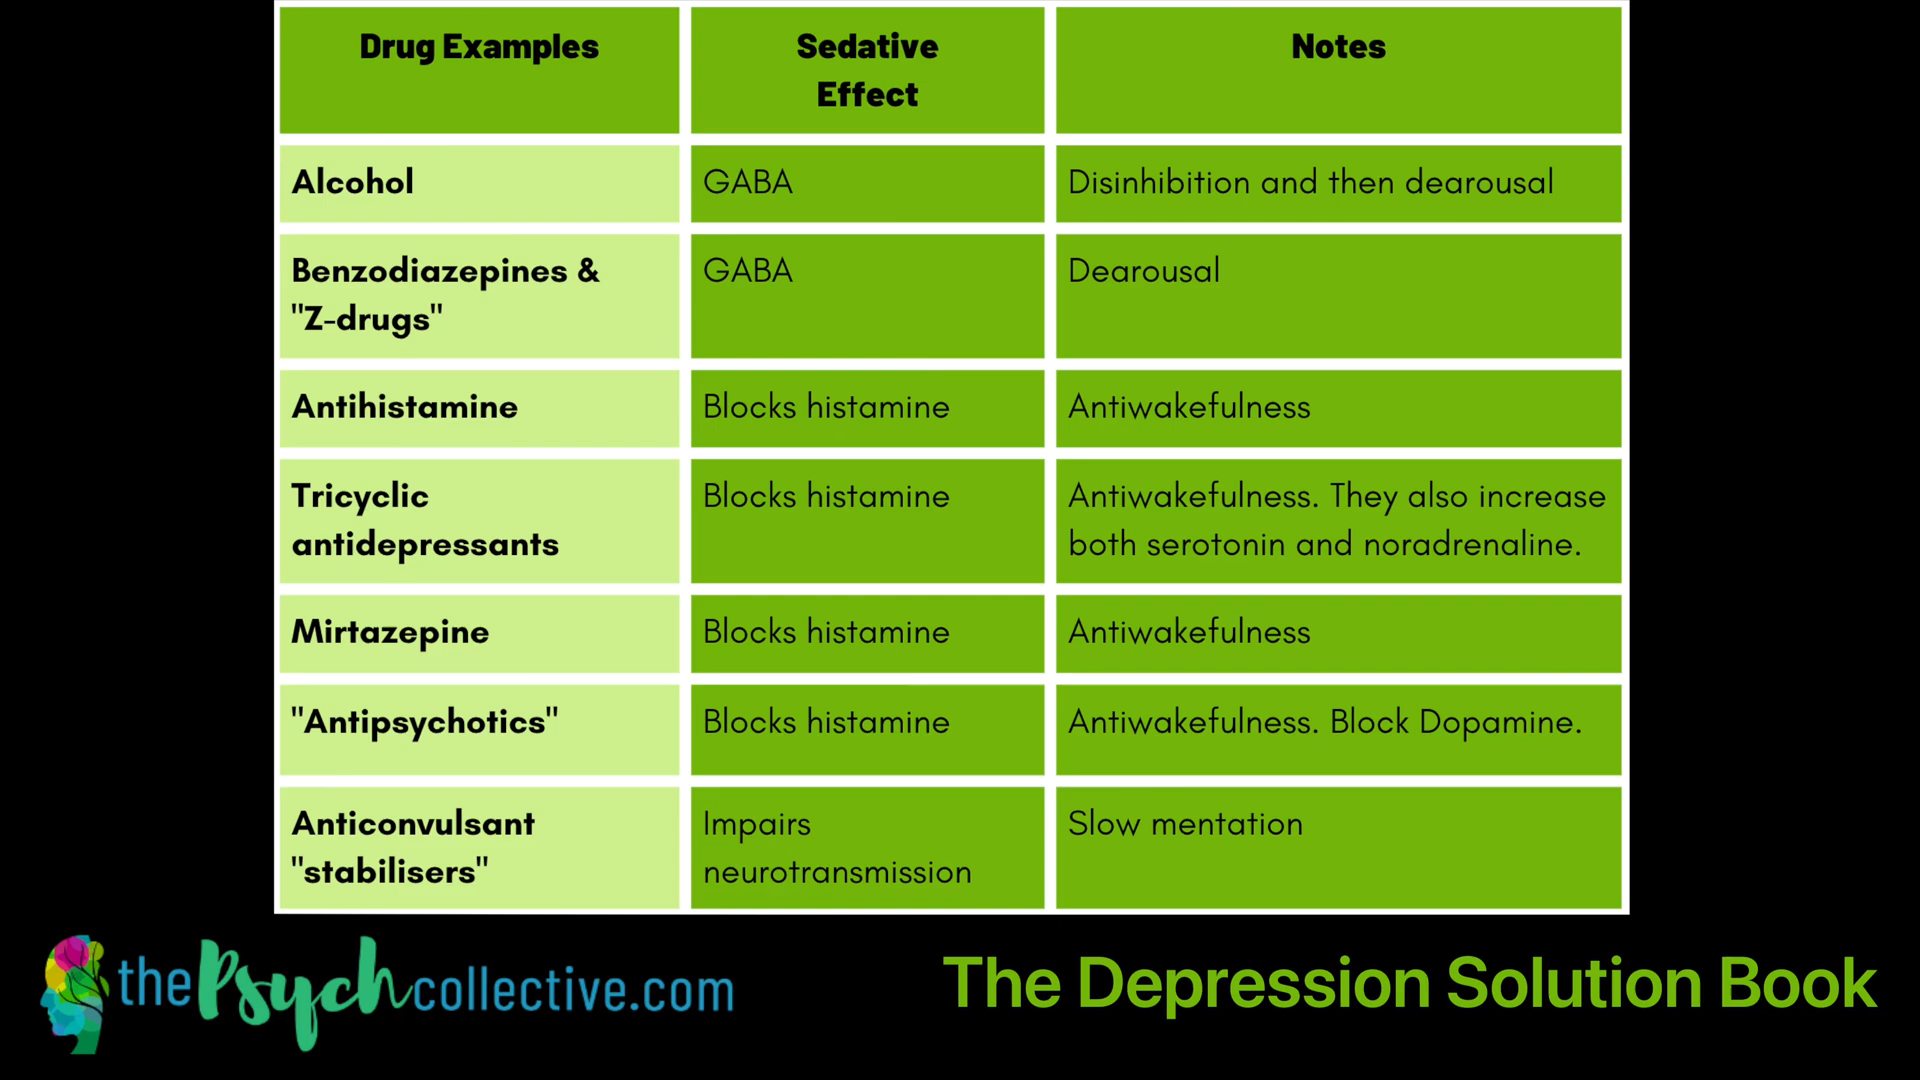 Drug Examples
Sedative
Effect
Notes
Alcohol
GABA
Disinhibition and then dearousal
Benzodiazepines &
"Z-drugs"
GABA
Dearousal
Antihistamine
Blocks histamine
Antiwakefulness
Tricyclic
antidepressants
Blocks histamine
Antiwakefulness. They also increase
both serotonin and noradrenaline.
Mirtazepine
Blocks histamine
Antiwakefulness
"Antipsychotics"
Blocks histamine
Antiwakefulness. Block Dopamine.
Anticonvulsant
"stabilisers"
Impairs
neurotransmission
Slow mentation
thePsychcollective.com
The Depression Solution Book